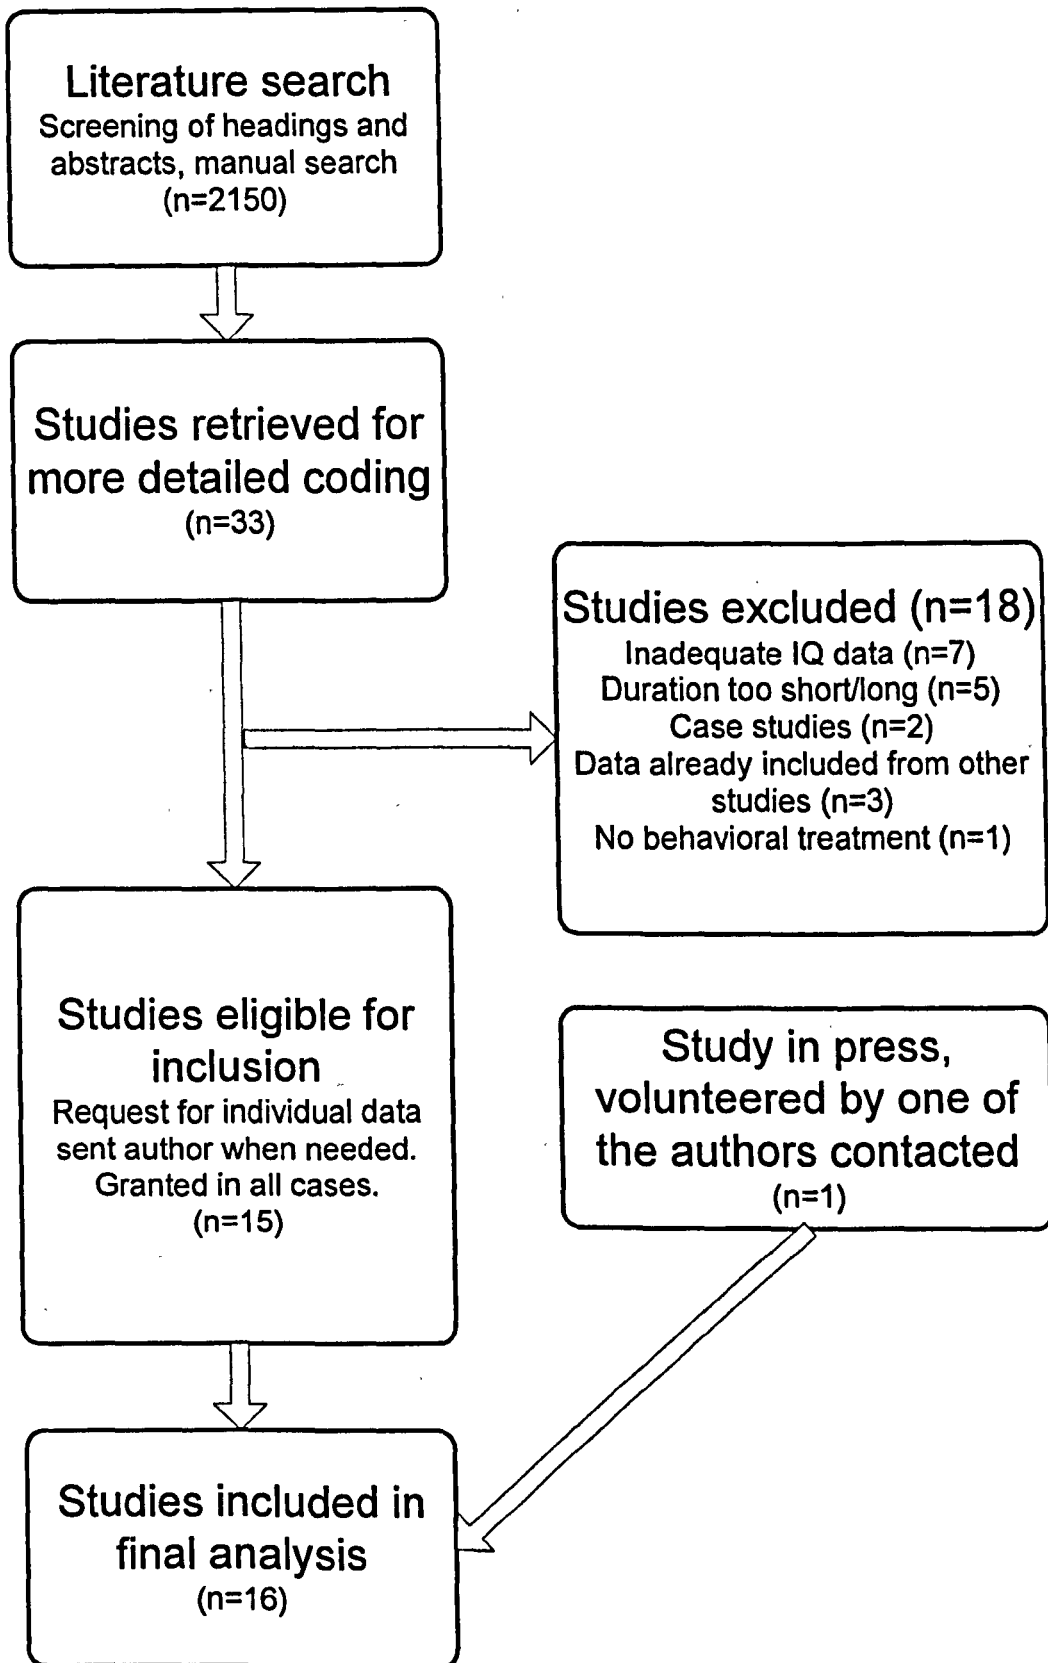 Literature search
Screening of headings and
abstracts, manual search
(n=2150)
Studies retrieved for
more detailed coding
(n=33)
Studies excluded (n=18)
Inadequate IQ data (n=7)
Duration too short/long (n=5)
Case studies (n=2)
Data already included from other
studies (n=3)
No behavioral treatment (n=1)
Studies eligible for
inclusion
Request for individual data
sent author when needed.
Granted in all cases.
(n=15)
Study in press,
volunteered by one of
the authors contacted
(n=1)
Studies included in
final analysis
(n=16)